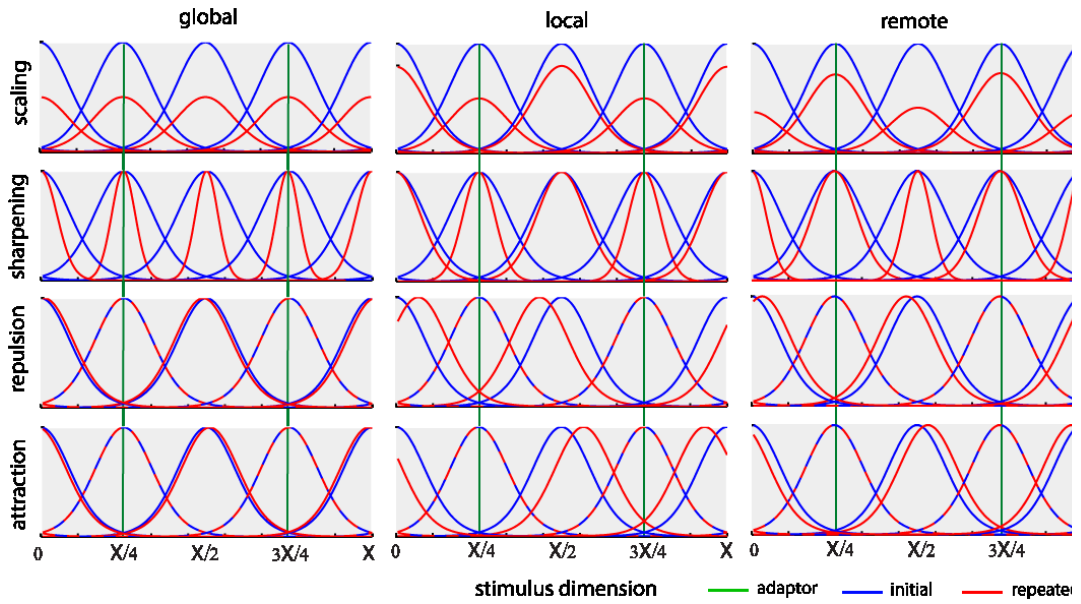 global local remote
scaling
sharpening
repulsion
attraction
0 X/4 X/2 3X/4 X X/4 X/2 3X/4 X 0 X/4 X/2 3X/4
stimulus dimension adaptor initial repeated